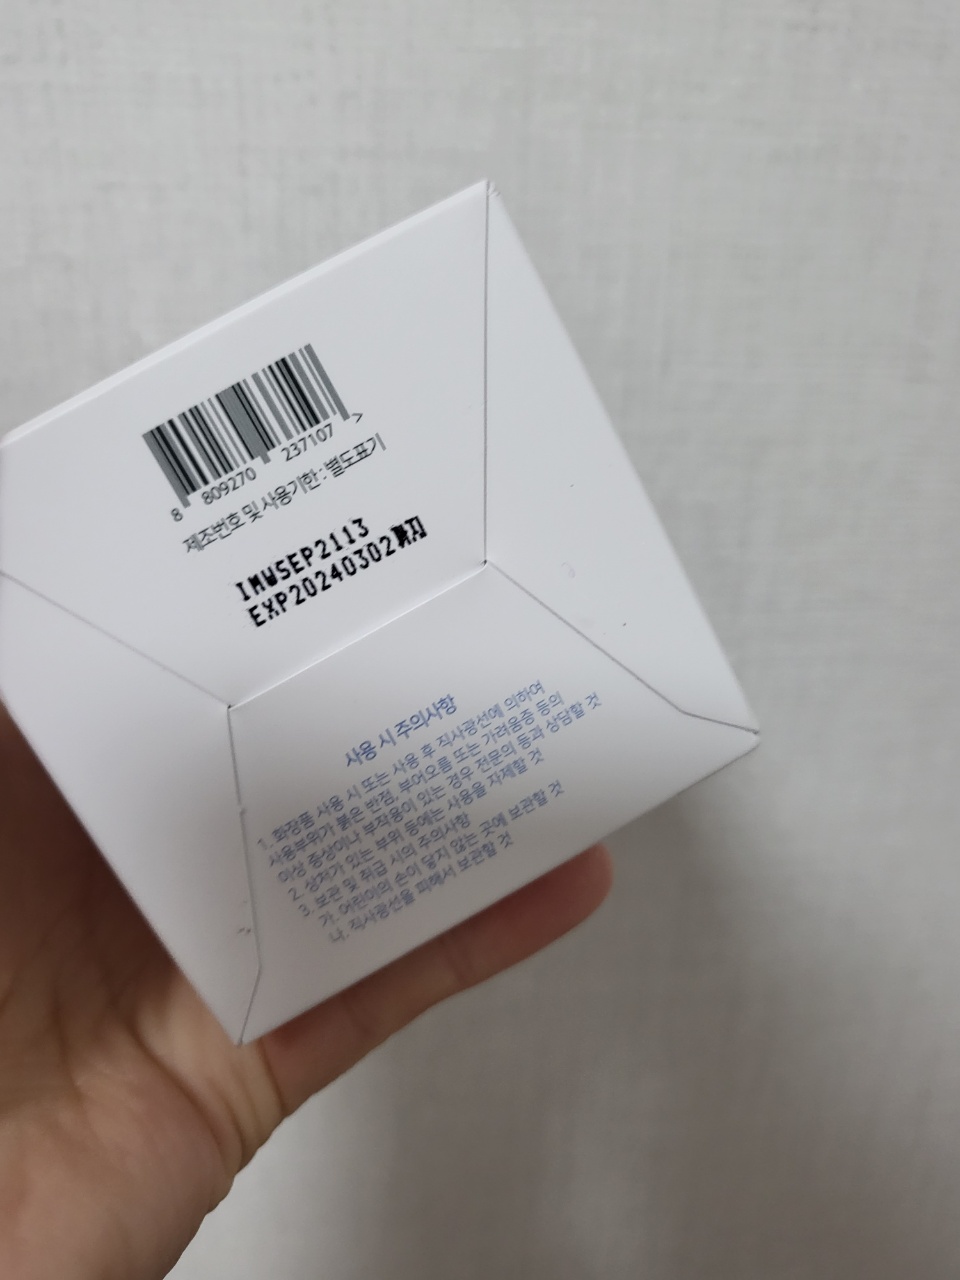 8 809270 237107 >
제조번호 및 사용기한 : 별도표기
IMWSEP2113
EXP20240302까지
사용 시 주의사항
1. 화장품 사용 시 또는 사용 후 직사광선에 의하여
사용부위가 붉은 반점, 부어오름 또는 가려움증 등의
이상 증상이나 부작용이 있는 경우 전문의 등과 상담할 것
2. 상처가 있는 부위 등에는 사용을 자제할 것
3. 보관 및 취급 시의 주의사항
가. 어린이의 손이 닿지 않는 곳에 보관할 것
나. 직사광선을 피해서 보관할 것